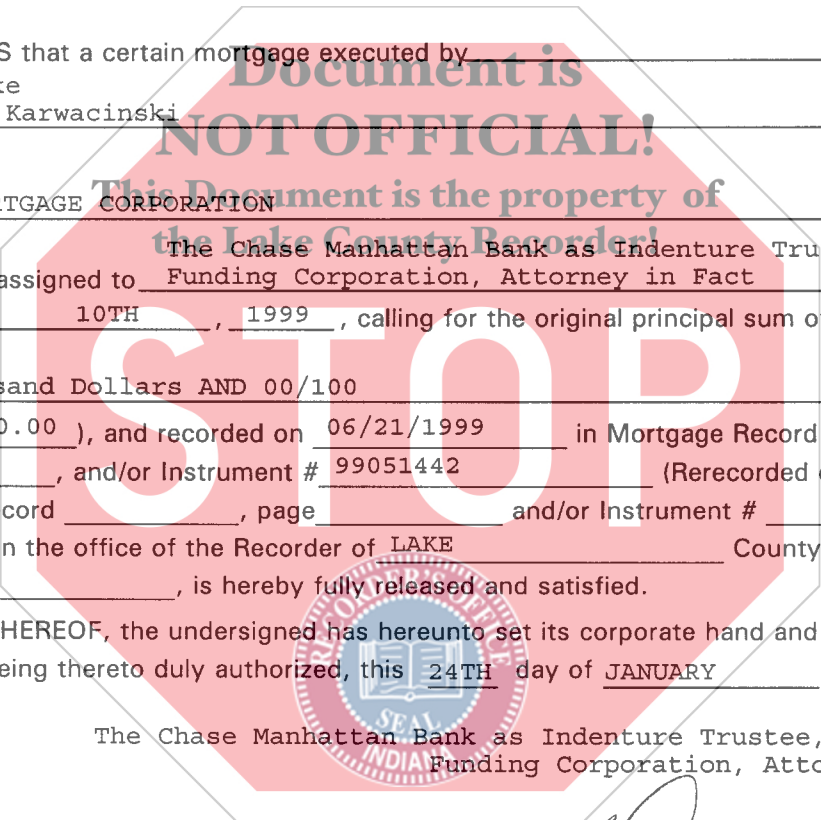 S that a certain mortgage executed by
Document is
ke
Karwacinski
NOT OFFICIAL!
RTGAGE CORPORATION
This Document is the property of
the Lake County Recorder!
The Chase Manhattan Bank as Indenture Tru
assigned to Funding Corporation, Attorney in Fact
10TH , 1999 , calling for the original principal sum o
STOP
sand Dollars AND 00/100
0.00 ), and recorded on 06/21/1999 in Mortgage Record
, and/or Instrument # 99051442 (Rerecorded
cord , page and/or Instrument #
n the office of the Recorder of LAKE County
, is hereby fully released and satisfied.
HEREOF, the undersigned has hereunto set its corporate hand and
eing thereto duly authorized, this 24TH day of JANUARY
RECORDER'S OFFICE
SEAL
INDIANA
The Chase Manhattan Bank as Indenture Trustee,
Funding Corporation, Atto